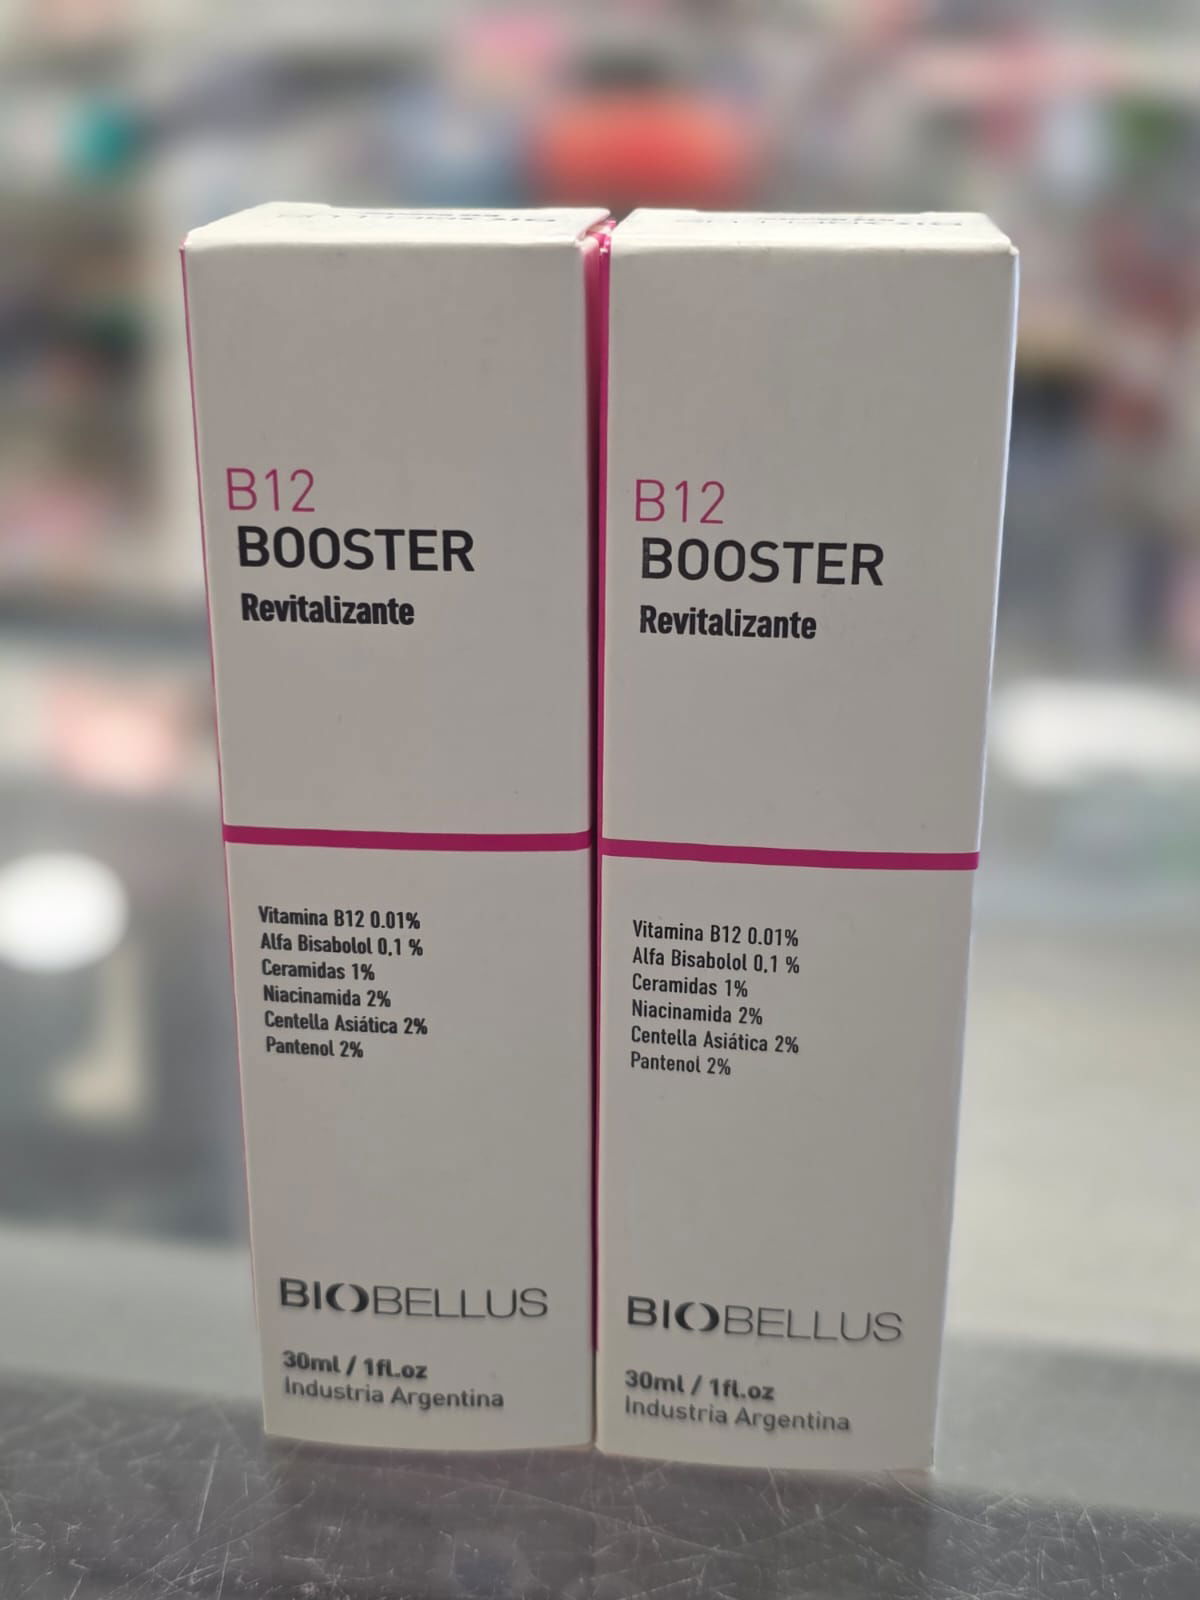 B12
BOOSTER
Revitalizante
Vitamina B12 0.01%
Alfa Bisabolol 0,1 %
Ceramidas 1%
Niacinamida 2%
Centella Asiática 2%
Pantenol 2%
BIOBELLUS
30ml / 1fl.oz
Industria Argentina
B12
BOOSTER
Revitalizante
Vitamina B12 0.01%
Alfa Bisabolol 0,1 %
Ceramidas 1%
Niacinamida 2%
Centella Asiática 2%
Pantenol 2%
BIOBELLUS
30ml / 1fl.oz
Industria Argentina